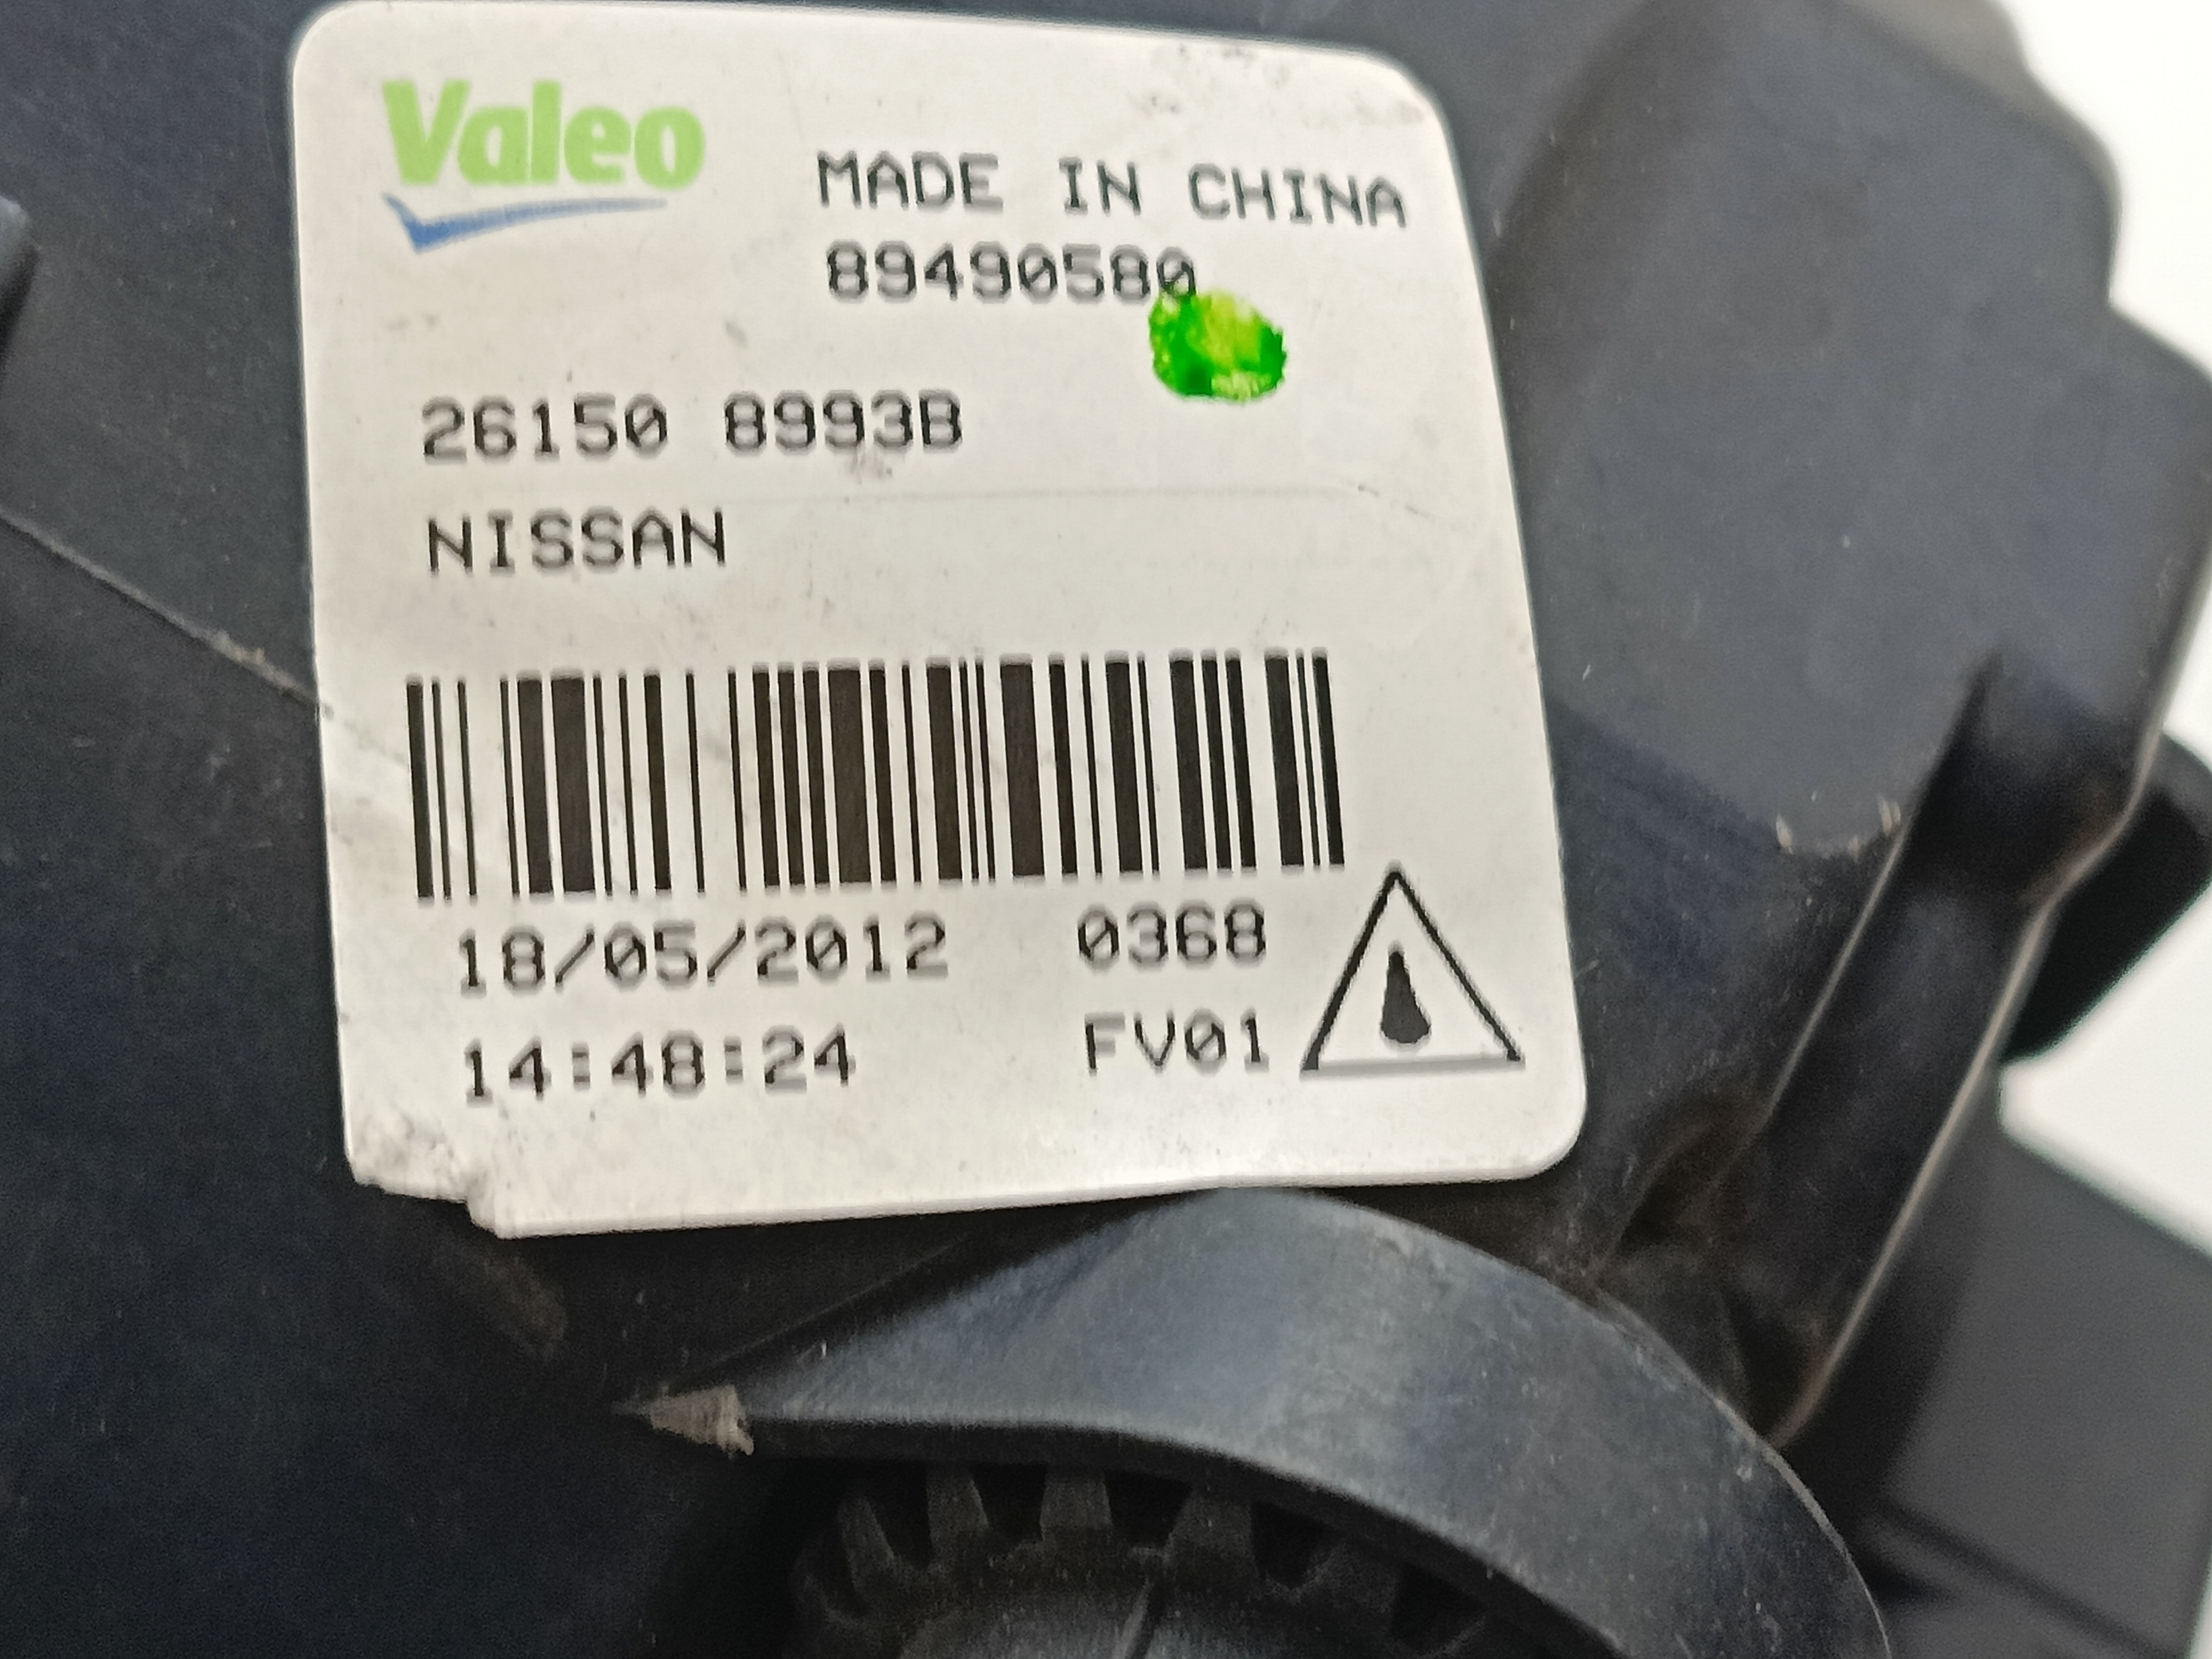 Valeo
MADE IN CHINA
89490580
26150 8993B
NISSAN
18/05/2012 0368
14:48:24 FV01